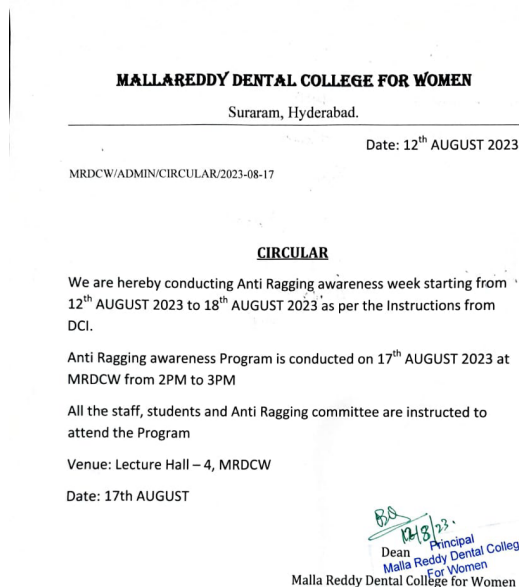 MALLAREDDY DENTAL COLLEGE FOR WOMEN
Suraram, Hyderabad.
Date: 12th AUGUST 2023
MRDCW/ADMIN/CIRCULAR/2023-08-17
CIRCULAR
We are hereby conducting Anti Ragging awareness week starting from
12th AUGUST 2023 to 18th AUGUST 2023 as per the Instructions from
DCI.
Anti Ragging awareness Program is conducted on 17th AUGUST 2023 at
MRDCW from 2PM to 3PM
All the staff, students and Anti Ragging committee are instructed to
attend the Program
Venue: Lecture Hall – 4, MRDCW
Date: 17th AUGUST
12/8/23.
Dean
Principal
Malla Reddy Dental Colleg
For Women
Malla Reddy Dental College for Women